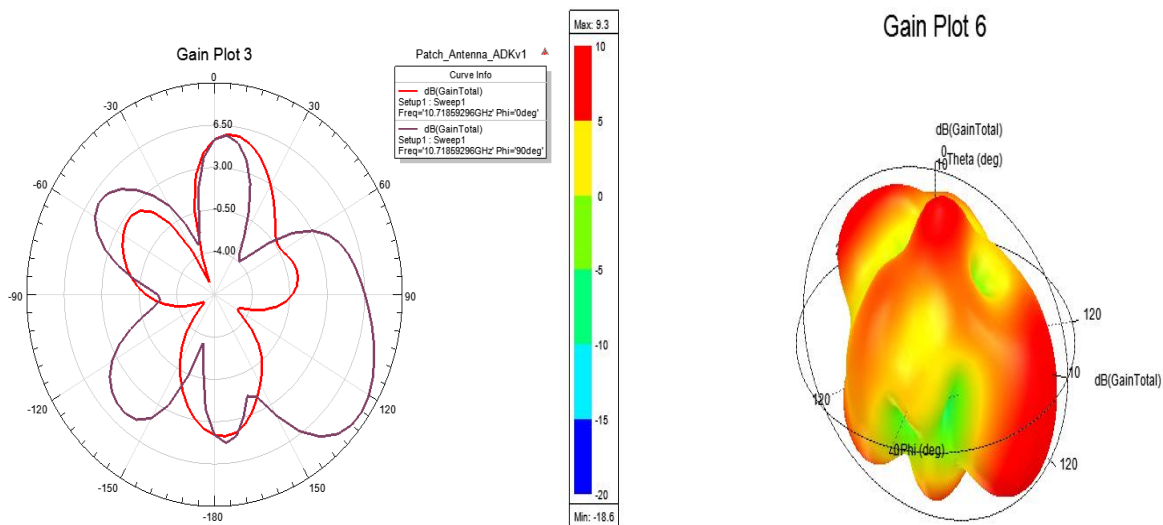 Gain Plot 3
Patch_Antenna_ADKv1
Curve Info
dB(GainTotal)
Setup1 : Sweep1
Freq='10.71859296GHz' Phi='0deg'
dB(GainTotal)
Setup1 : Sweep1
Freq='10.71859296GHz' Phi='90deg'
0
-30
30
6.50
3.00
-60
60
-0.50
-4.00
-90
90
-120
120
-150
150
-180
Max: 9.3
10
5
0
-5
-10
-15
-20
Min: -18.6
Gain Plot 6
dB(GainTotal)
0
10
Theta (deg)
120
10
dB(GainTotal)
120
Phi (deg)
120